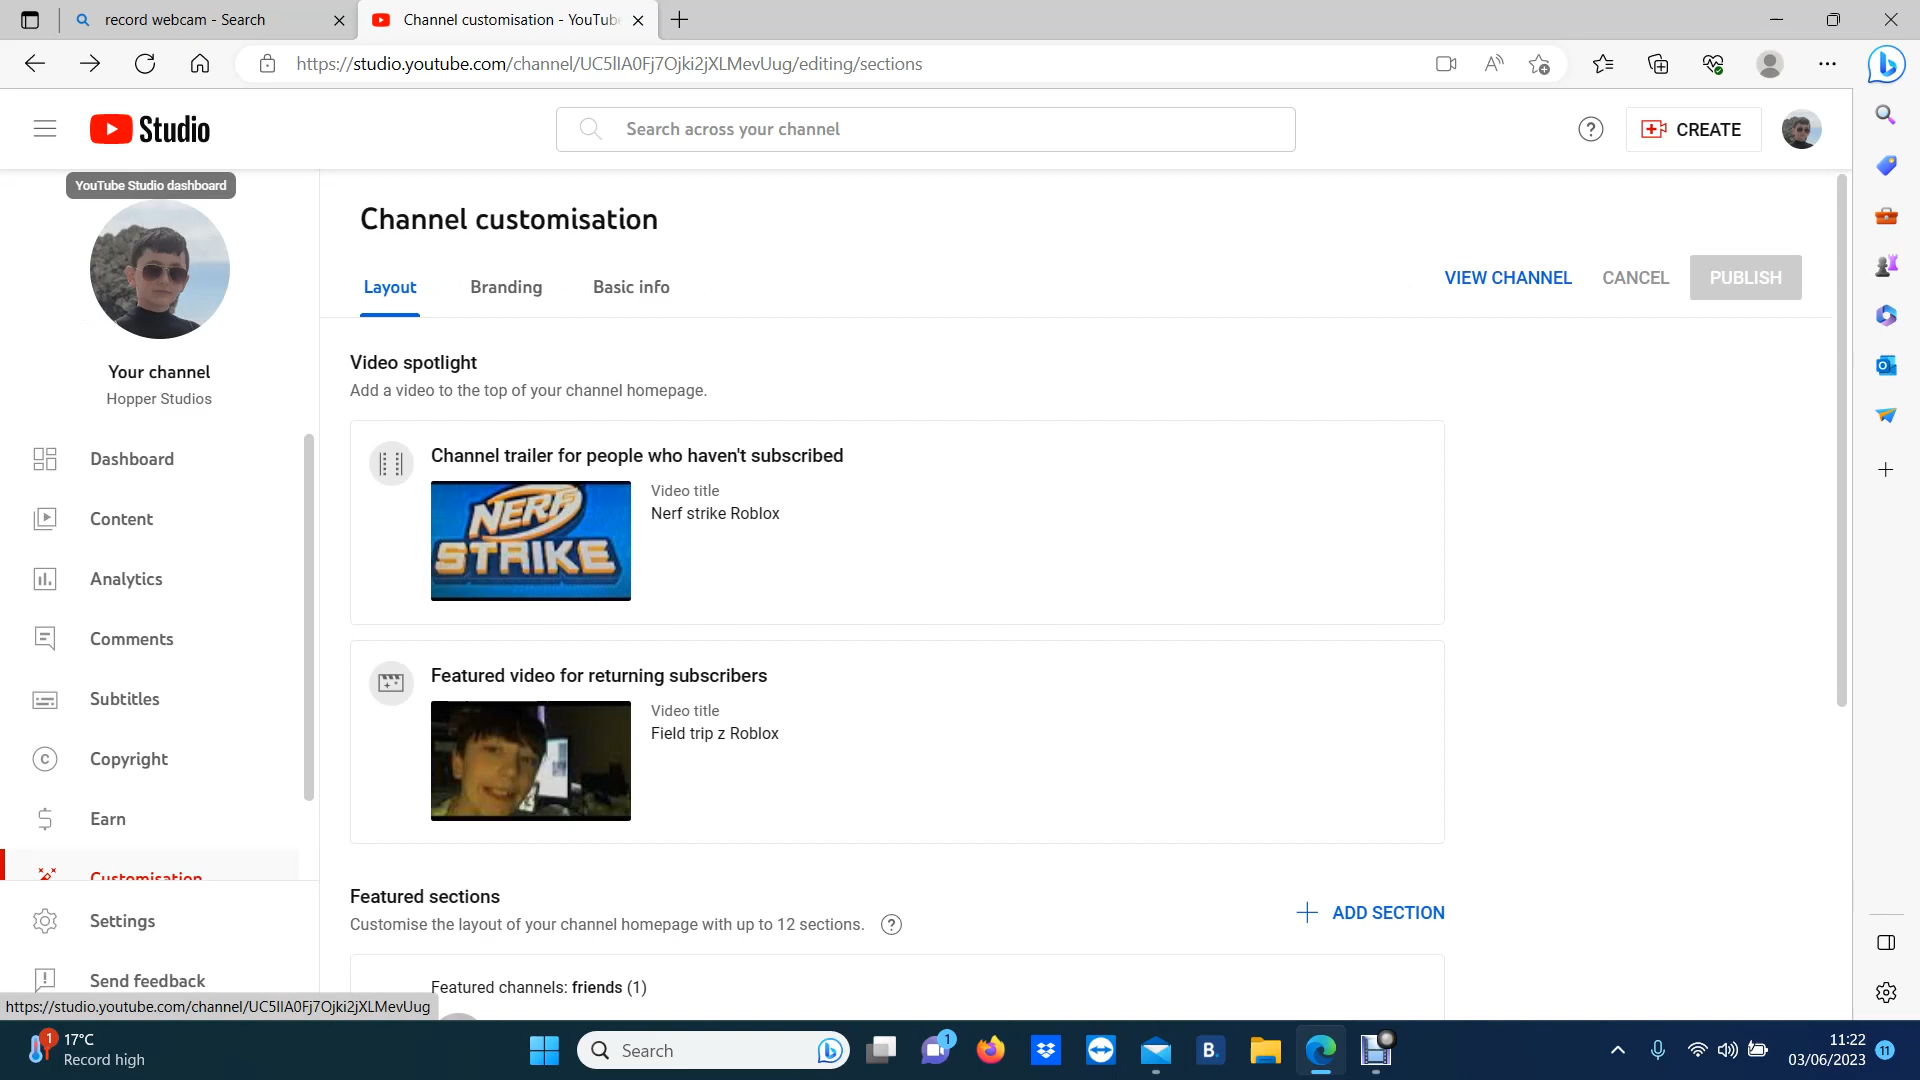 record webcam - Search
Channel customisation - YouTube
https://studio.youtube.com/channel/UC5lIA0Fj7Ojki2jXLMevUug/editing/sections
Studio
Search across your channel
CREATE
YouTube Studio dashboard
Channel customisation
Layout
Branding
Basic info
VIEW CHANNEL
CANCEL
PUBLISH
Your channel
Hopper Studios
Video spotlight
Add a video to the top of your channel homepage.
Channel trailer for people who haven't subscribed
NERF
STRIKE
Video title
Nerf strike Roblox
Featured video for returning subscribers
Video title
Field trip z Roblox
Dashboard
Content
Analytics
Comments
Subtitles
Copyright
Earn
Customisation
Settings
Send feedback
Featured sections
Customise the layout of your channel homepage with up to 12 sections.
ADD SECTION
Featured channels: friends (1)
https://studio.youtube.com/channel/UC5lIA0Fj7Ojki2jXLMevUug
1
17°C
Record high
Search
1
B.
11:22
03/06/2023
11